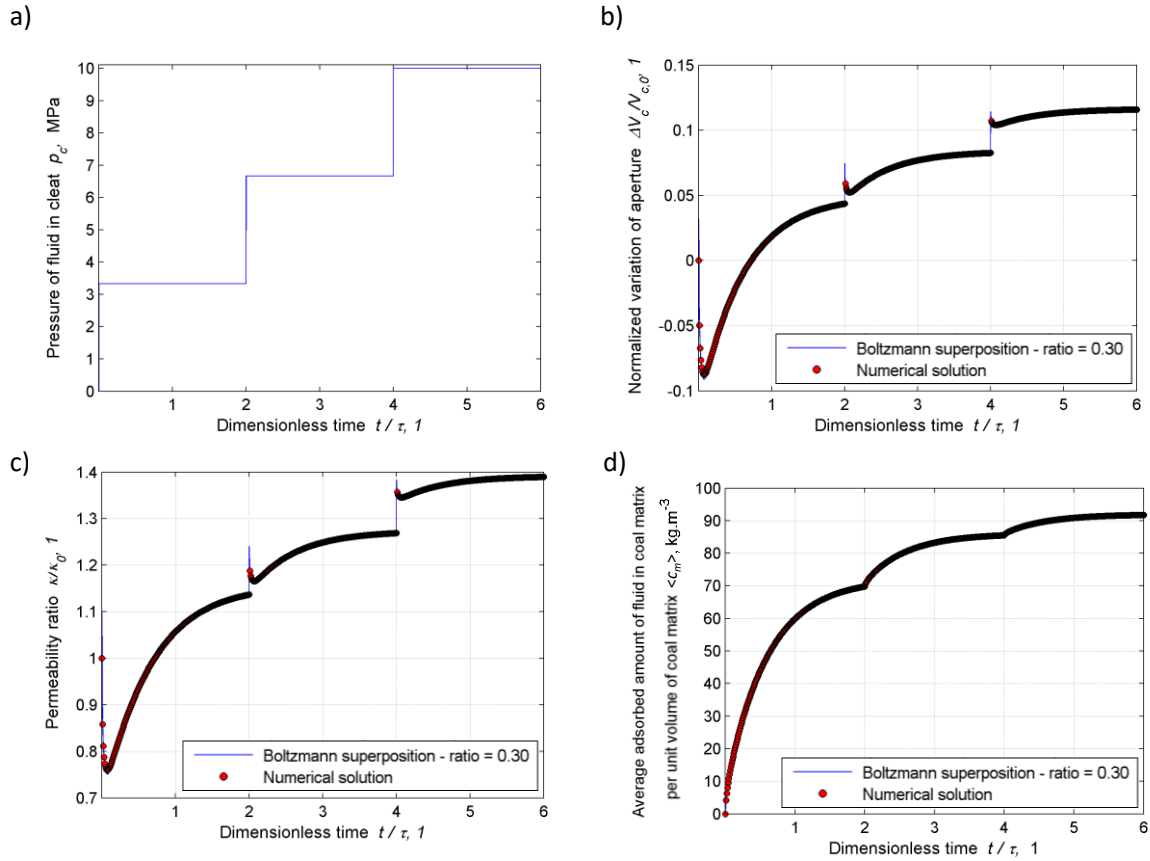 a)
Pressure of fluid in cleat p_c, MPa
10
9
8
7
6
5
4
3
2
1
0
1 2 3 4 5 6
Dimensionless time t / τ, 1
b)
Normalized variation of aperture ΔV_c/V_c,0, 1
0.15
0.1
0.05
0
-0.05
-0.1
1 2 3 4 5 6
Dimensionless time t / τ, 1
Boltzmann superposition - ratio = 0.30
Numerical solution
c)
Permeability ratio κ/κ_0, 1
1.4
1.3
1.2
1.1
1
0.9
0.8
0.7
1 2 3 4 5 6
Dimensionless time t / τ, 1
Boltzmann superposition - ratio = 0.30
Numerical solution
d)
Average adsorbed amount of fluid in coal matrix
per unit volume of coal matrix <c_m>, kg.m-3
100
90
80
70
60
50
40
30
20
10
0
1 2 3 4 5 6
Dimensionless time t / τ, 1
Boltzmann superposition - ratio = 0.30
Numerical solution